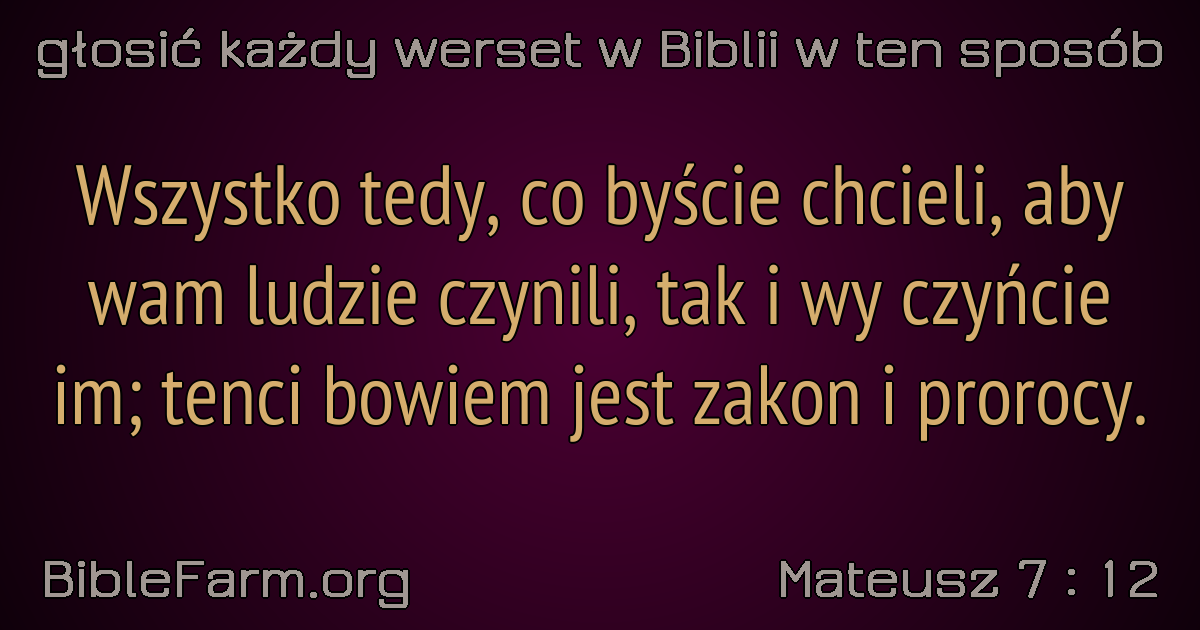 głosić każdy werset w Biblii w ten sposób
Wszystko tedy, co byście chcieli, aby
wam ludzie czynili, tak i wy czyńcie
im; tenci bowiem jest zakon i prorocy.
BibleFarm.org
Mateusz 7 : 12